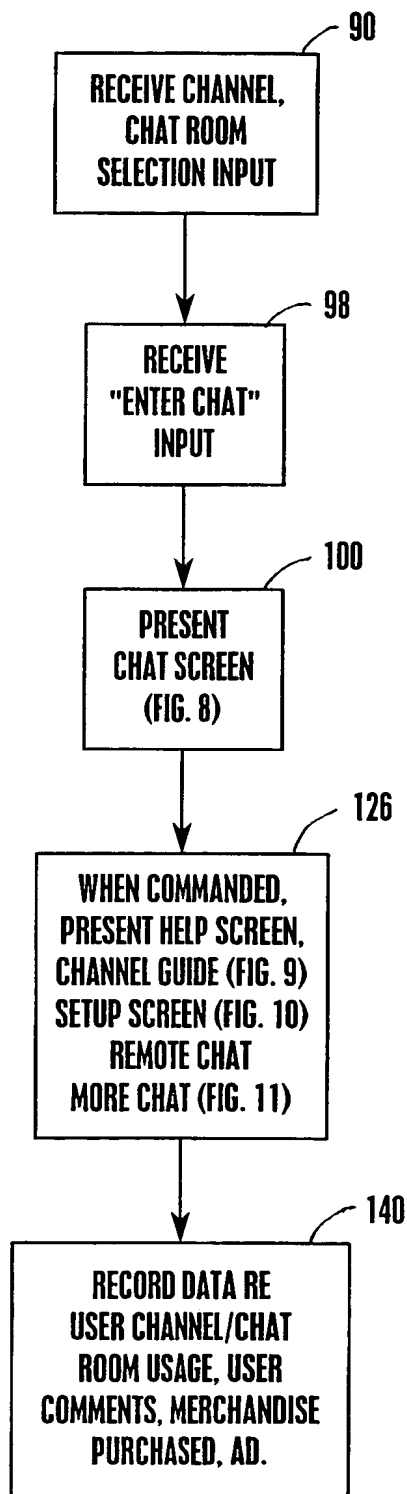 90
RECEIVE CHANNEL,
CHAT ROOM
SELECTION INPUT
98
RECEIVE
"ENTER CHAT"
INPUT
100
PRESENT
CHAT SCREEN
(FIG. 8)
126
WHEN COMMANDED,
PRESENT HELP SCREEN,
CHANNEL GUIDE (FIG. 9)
SETUP SCREEN (FIG. 10)
REMOTE CHAT
MORE CHAT (FIG. 11)
140
RECORD DATA RE
USER CHANNEL/CHAT
ROOM USAGE, USER
COMMENTS, MERCHANDISE
PURCHASED, AD.